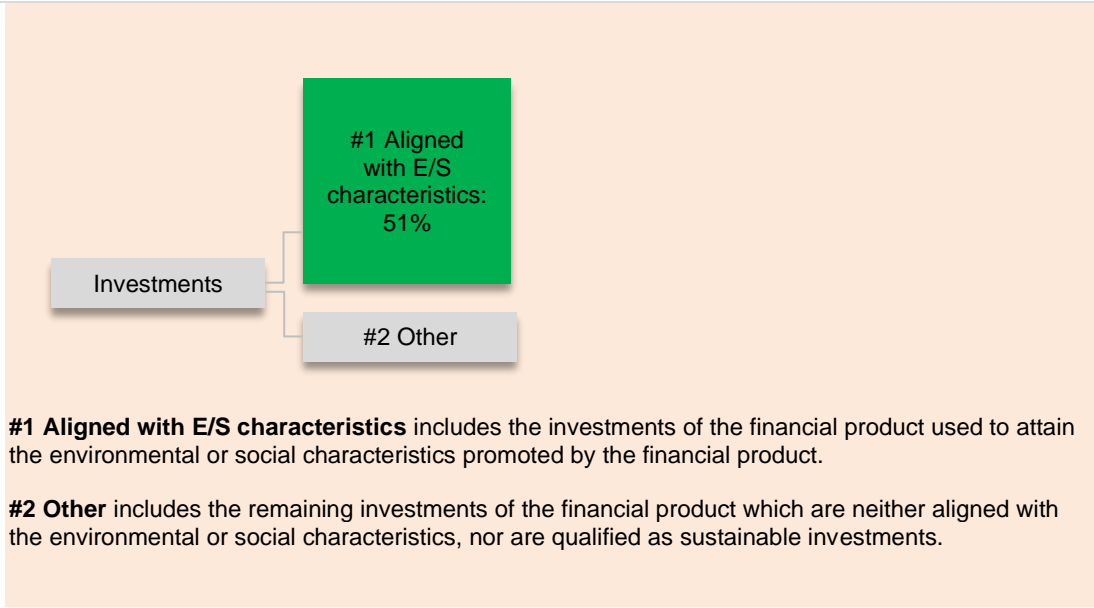 #1 Aligned
with E/S
characteristics:
51%
Investments
#2 Other
#1 Aligned with E/S characteristics includes the investments of the financial product used to attain
the environmental or social characteristics promoted by the financial product.
#2 Other includes the remaining investments of the financial product which are neither aligned with
the environmental or social characteristics, nor are qualified as sustainable investments.